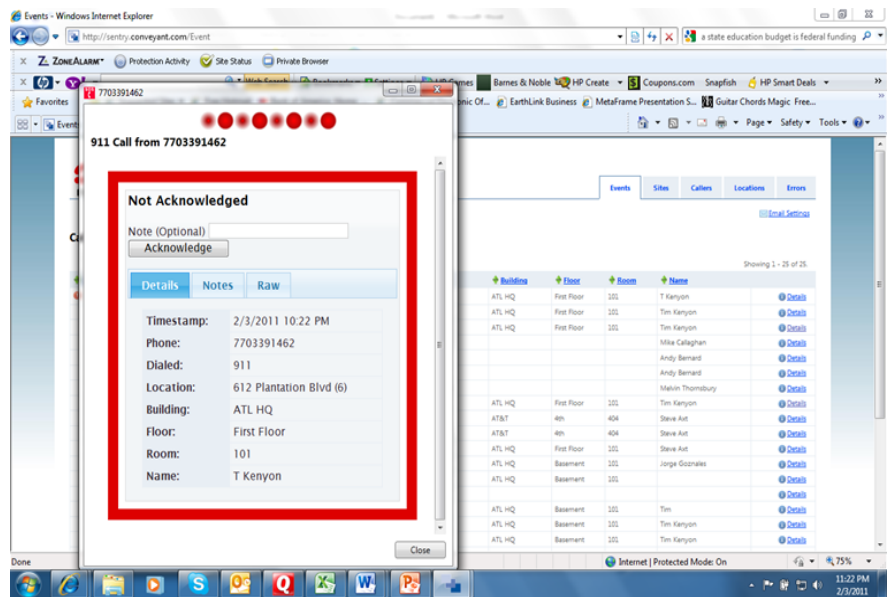 Events - Windows Internet Explorer
http://sentry.conveyant.com/Event
a state education budget is federal funding
x ZONEALARM Protection Activity Site Status Private Browser
x Web Search Games Barnes & Noble HP Create Coupons.com Snapfish HP Smart Deals
Favorites EarthLink Business MetaFrame Presentation S... Guitar Chords Magic Free...
Page Safety Tools
7703391462
911 Call from 7703391462
Not Acknowledged
Note (Optional)
Acknowledge
Details Notes Raw
Timestamp: 2/3/2011 10:22 PM
Phone: 7703391462
Dialed: 911
Location: 612 Plantation Blvd (6)
Building: ATL HQ
Floor: First Floor
Room: 101
Name: T Kenyon
Close
Events Sites Callers Locations Errors
Email Settings
Showing 1 - 25 of 25.
Building Floor Room Name
ATL HQ First Floor 101 T Kenyon Details
ATL HQ First Floor 101 Tim Kenyon Details
ATL HQ First Floor 101 Tim Kenyon Details
Mike Callaghan Details
Andy Bernard Details
Andy Bernard Details
Melvin Thornsbury Details
ATL HQ First Floor 101 Tim Kenyon Details
AT&T 4th 404 Steve Axt Details
AT&T 4th 404 Steve Axt Details
ATL HQ First Floor 101 Steve Axt Details
ATL HQ Basement 101 Jorge Goznales Details
ATL HQ Basement 101 Details
Details
ATL HQ Basement 101 Tim Details
ATL HQ Basement 101 Tim Kenyon Details
ATL HQ Basement 101 Tim Kenyon Details
Done Internet | Protected Mode: On 75%
11:22 PM
2/3/2011